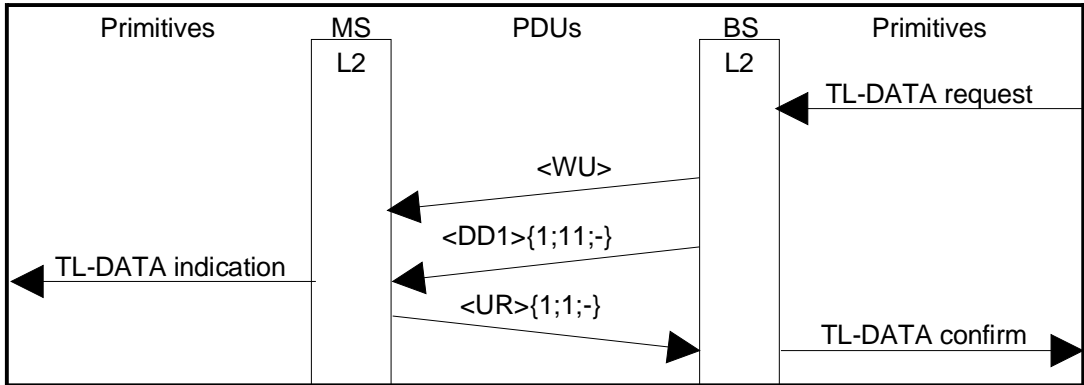 Primitives MS PDUs BS Primitives
L2 L2
TL-DATA request
<WU>
<DD1>{1;11;-}
TL-DATA indication
<UR>{1;1;-}
TL-DATA confirm